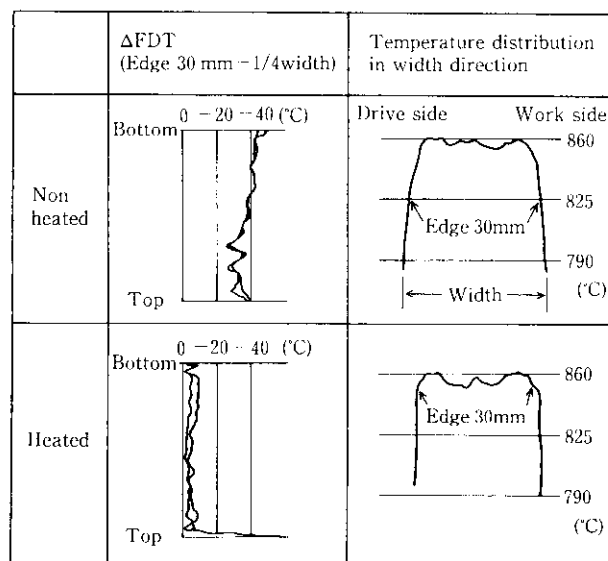 ΔFDT
(Edge 30 mm -1/4width)
Temperature distribution
in width direction
Non
heated
0 -20 -40 (°C)
Bottom
Top
Drive side Work side
860
825
Edge 30mm
790
Width
(°C)
Heated
0 -20 -40 (°C)
Bottom
Top
860
Edge 30mm
825
790
(°C)